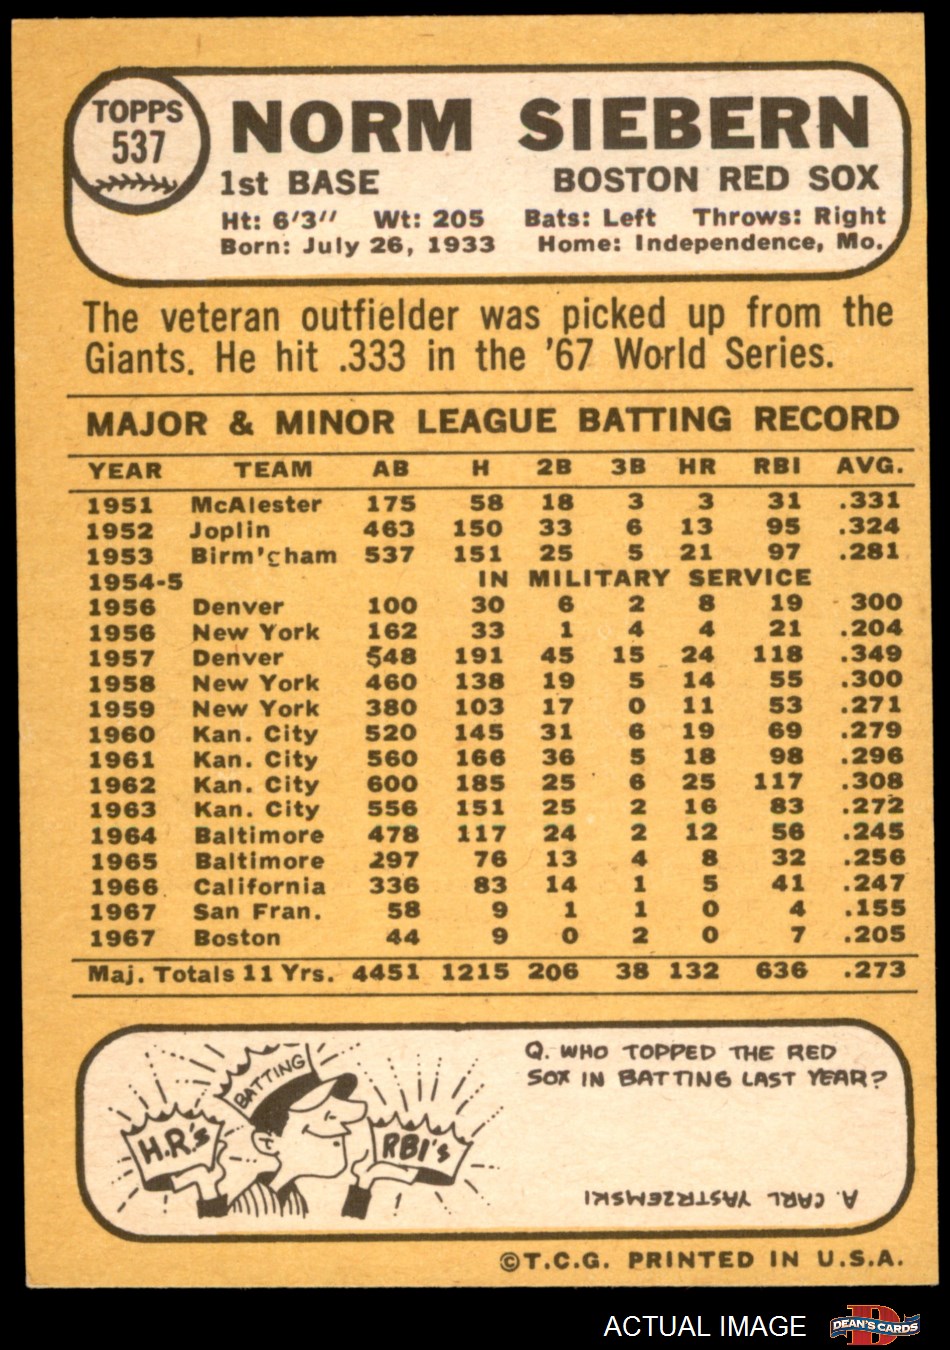 TOPPS
537
NORM SIEBERN
1st BASE BOSTON RED SOX
Ht: 6'3" Wt: 205 Bats: Left Throws: Right
Born: July 26, 1933 Home: Independence, Mo.
The veteran outfielder was picked up from the
Giants. He hit .333 in the '67 World Series.
MAJOR & MINOR LEAGUE BATTING RECORD
YEAR TEAM AB H 2B 3B HR RBI AVG.
1951 McAlester 175 58 18 3 3 31 .331
1952 Joplin 463 150 33 6 13 95 .324
1953 Birm'gham 537 151 25 5 21 97 .281
1954-5 IN MILITARY SERVICE
1956 Denver 100 30 6 2 8 19 300
1956 New York 162 33 1 4 4 21 .204
1957 Denver 548 191 45 15 24 118 .349
1958 New York 460 138 19 5 14 55 .300
1959 New York 380 103 17 0 11 53 .271
1960 Kan. City 520 145 31 6 19 69 .279
1961 Kan. City 560 166 36 5 18 98 .296
1962 Kan. City 600 185 25 6 25 117 .308
1963 Kan. City 556 151 25 2 16 83 .272
1964 Baltimore 478 117 24 2 12 56 .245
1965 Baltimore 297 76 13 4 8 32 .256
1966 California 336 83 14 1 5 41 .247
1967 San Fran. 58 9 1 1 0 4 .155
1967 Boston 44 9 0 2 0 7 .205
Maj. Totals 11 Yrs. 4451 1215 206 38 132 636 .273
BATTING
H.R.'s
RBI's
Q. WHO TOPPED THE RED
SOX IN BATTING LAST YEAR?
A. CARL YASTRZEMSKI
©T.C.G. PRINTED IN U.S.A.
ACTUAL IMAGE
D
DEAN'S CARDS